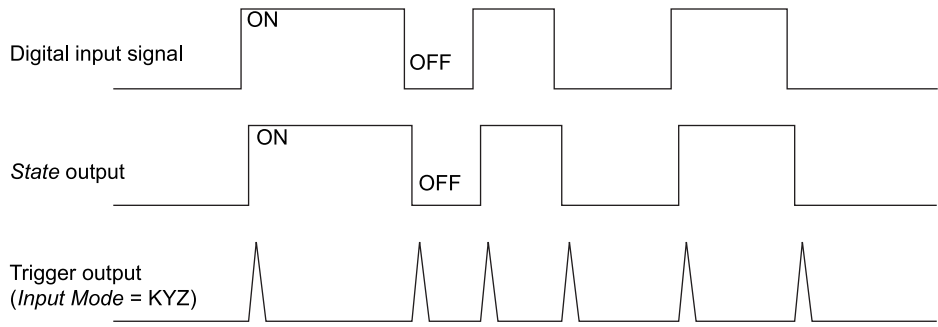 ON
Digital input signal
OFF
ON
State output
OFF
Trigger output
(Input Mode = KYZ)